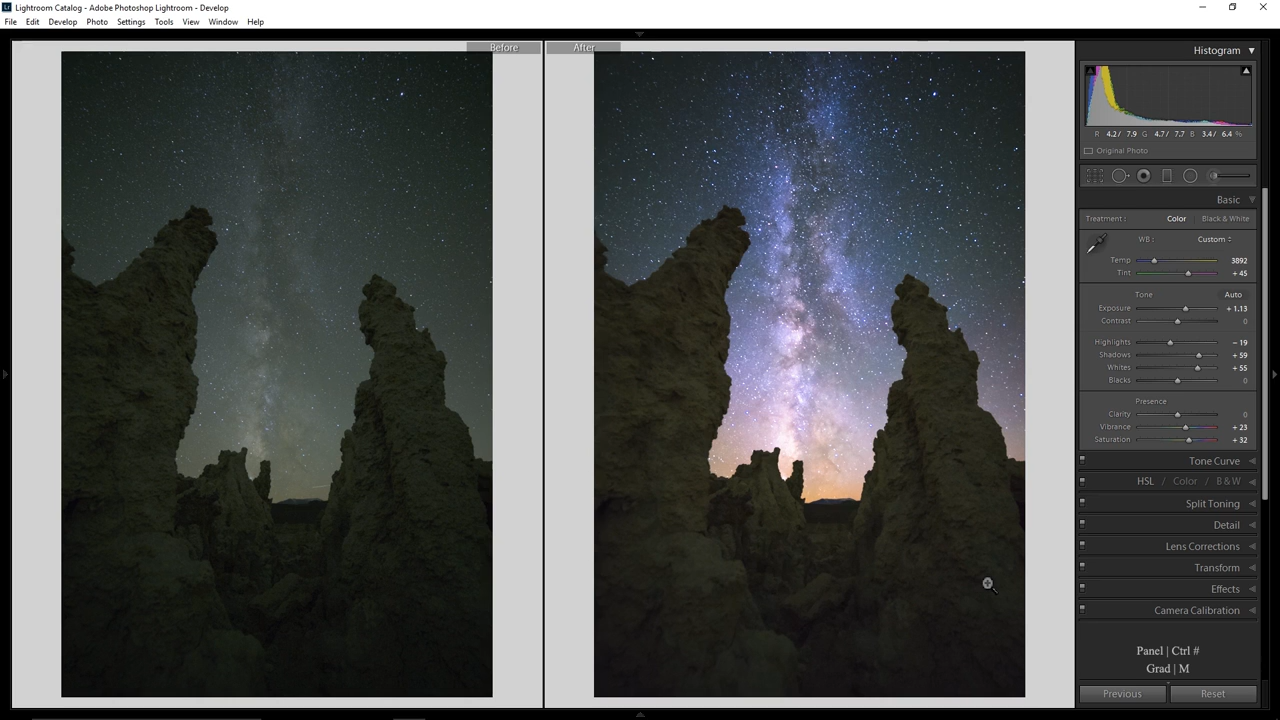 Lightroom Catalog - Adobe Photoshop Lightroom - Develop
File Edit Develop Photo Settings Tools View Window Help
Before After
Histogram
R 4.2 / 7.9 G 4.7 / 7.7 B 3.4 / 6.4 %
Original Photo
Basic
Treatment : Color Black & White
WB : Custom
Temp 3892
Tint + 45
Tone Auto
Exposure + 1.13
Contrast 0
Highlights − 19
Shadows + 59
Whites + 55
Blacks 0
Presence
Clarity 0
Vibrance + 23
Saturation + 32
Tone Curve
HSL / Color / B & W
Split Toning
Detail
Lens Corrections
Transform
Effects
Camera Calibration
Panel | Ctrl #
Grad | M
Previous Reset